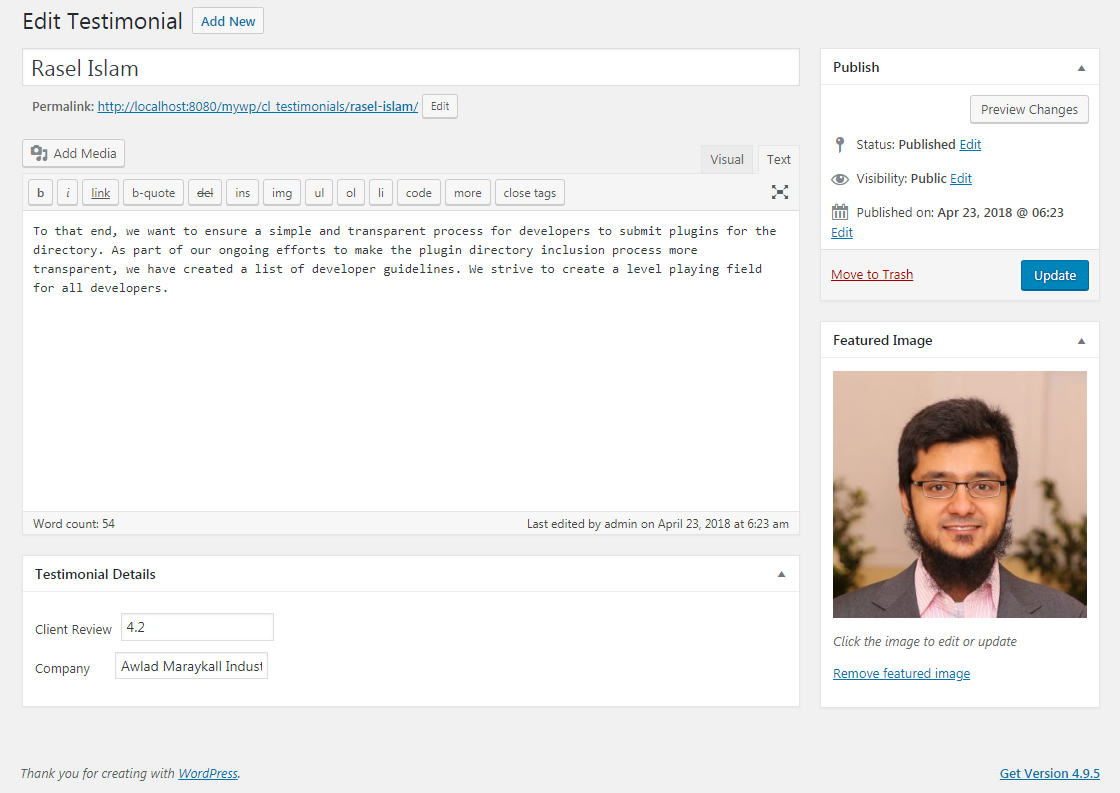 Edit Testimonial Add New
Rasel Islam
Permalink: http://localhost:8080/mywp/cl_testimonials/rasel-islam/ Edit
Add Media
Visual Text
b i link b-quote del ins img ul ol li code more close tags
To that end, we want to ensure a simple and transparent process for developers to submit plugins for the
directory. As part of our ongoing efforts to make the plugin directory inclusion process more
transparent, we have created a list of developer guidelines. We strive to create a level playing field
for all developers.
Word count: 54 Last edited by admin on April 23, 2018 at 6:23 am
Testimonial Details
Client Review 4.2
Company Awlad Maraykall Indust
Publish
Preview Changes
Status: Published Edit
Visibility: Public Edit
Published on: Apr 23, 2018 @ 06:23
Edit
Move to Trash Update
Featured Image
Click the image to edit or update
Remove featured image
Thank you for creating with WordPress. Get Version 4.9.5